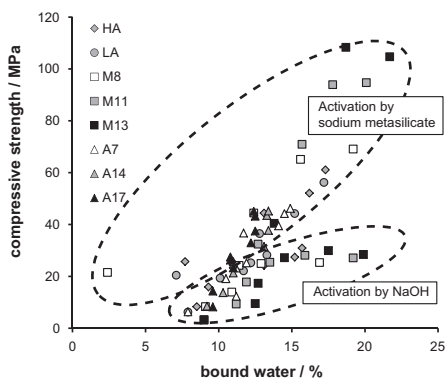 120
100
80
60
40
20
0
compressive strength / MPa
HA
LA
M8
M11
M13
A7
A14
A17
Activation by
sodium metasilicate
Activation by NaOH
0
5
10
15
20
25
bound water / %